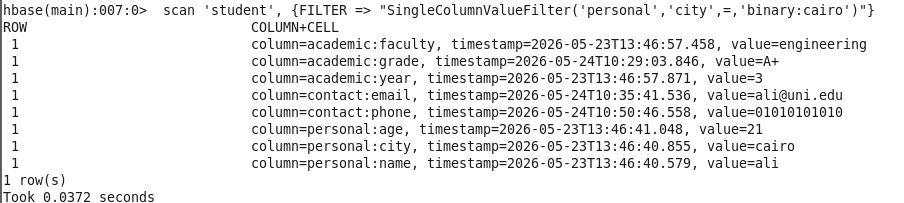 hbase(main):007:0>  scan 'student', {FILTER => "SingleColumnValueFilter('personal','city',=,'binary:cairo')"}
ROW                            COLUMN+CELL
 1                             column=academic:faculty, timestamp=2026-05-23T13:46:57.458, value=engineering
 1                             column=academic:grade, timestamp=2026-05-24T10:29:03.846, value=A+
 1                             column=academic:year, timestamp=2026-05-23T13:46:57.871, value=3
 1                             column=contact:email, timestamp=2026-05-24T10:35:41.536, value=ali@uni.edu
 1                             column=contact:phone, timestamp=2026-05-24T10:50:46.558, value=01010101010
 1                             column=personal:age, timestamp=2026-05-23T13:46:41.048, value=21
 1                             column=personal:city, timestamp=2026-05-23T13:46:40.855, value=cairo
 1                             column=personal:name, timestamp=2026-05-23T13:46:40.579, value=ali
1 row(s)
Took 0.0372 seconds